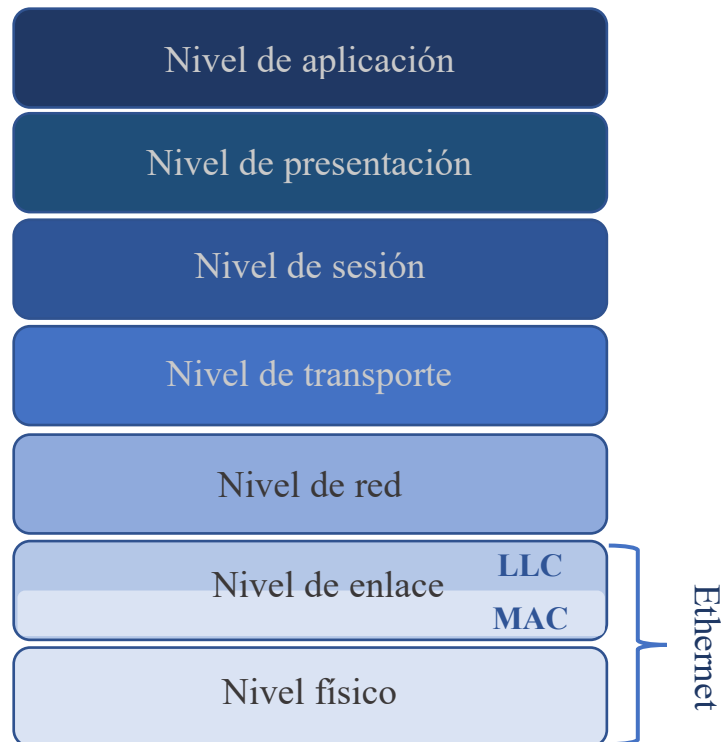 Nivel de aplicación
Nivel de presentación
Nivel de sesión
Nivel de transporte
Nivel de red
Nivel de enlace
LLC
MAC
Nivel físico
Ethernet